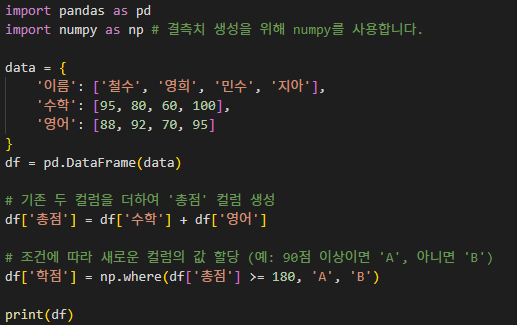 import pandas as pd
import numpy as np # 결측치 생성을 위해 numpy를 사용합니다.

data = {
    '이름': ['철수', '영희', '민수', '지아'],
    '수학': [95, 80, 60, 100],
    '영어': [88, 92, 70, 95]
}
df = pd.DataFrame(data)

# 기존 두 컬럼을 더하여 '총점' 컬럼 생성
df['총점'] = df['수학'] + df['영어']

# 조건에 따라 새로운 컬럼의 값 할당 (예: 90점 이상이면 'A', 아니면 'B')
df['학점'] = np.where(df['총점'] >= 180, 'A', 'B')

print(df)